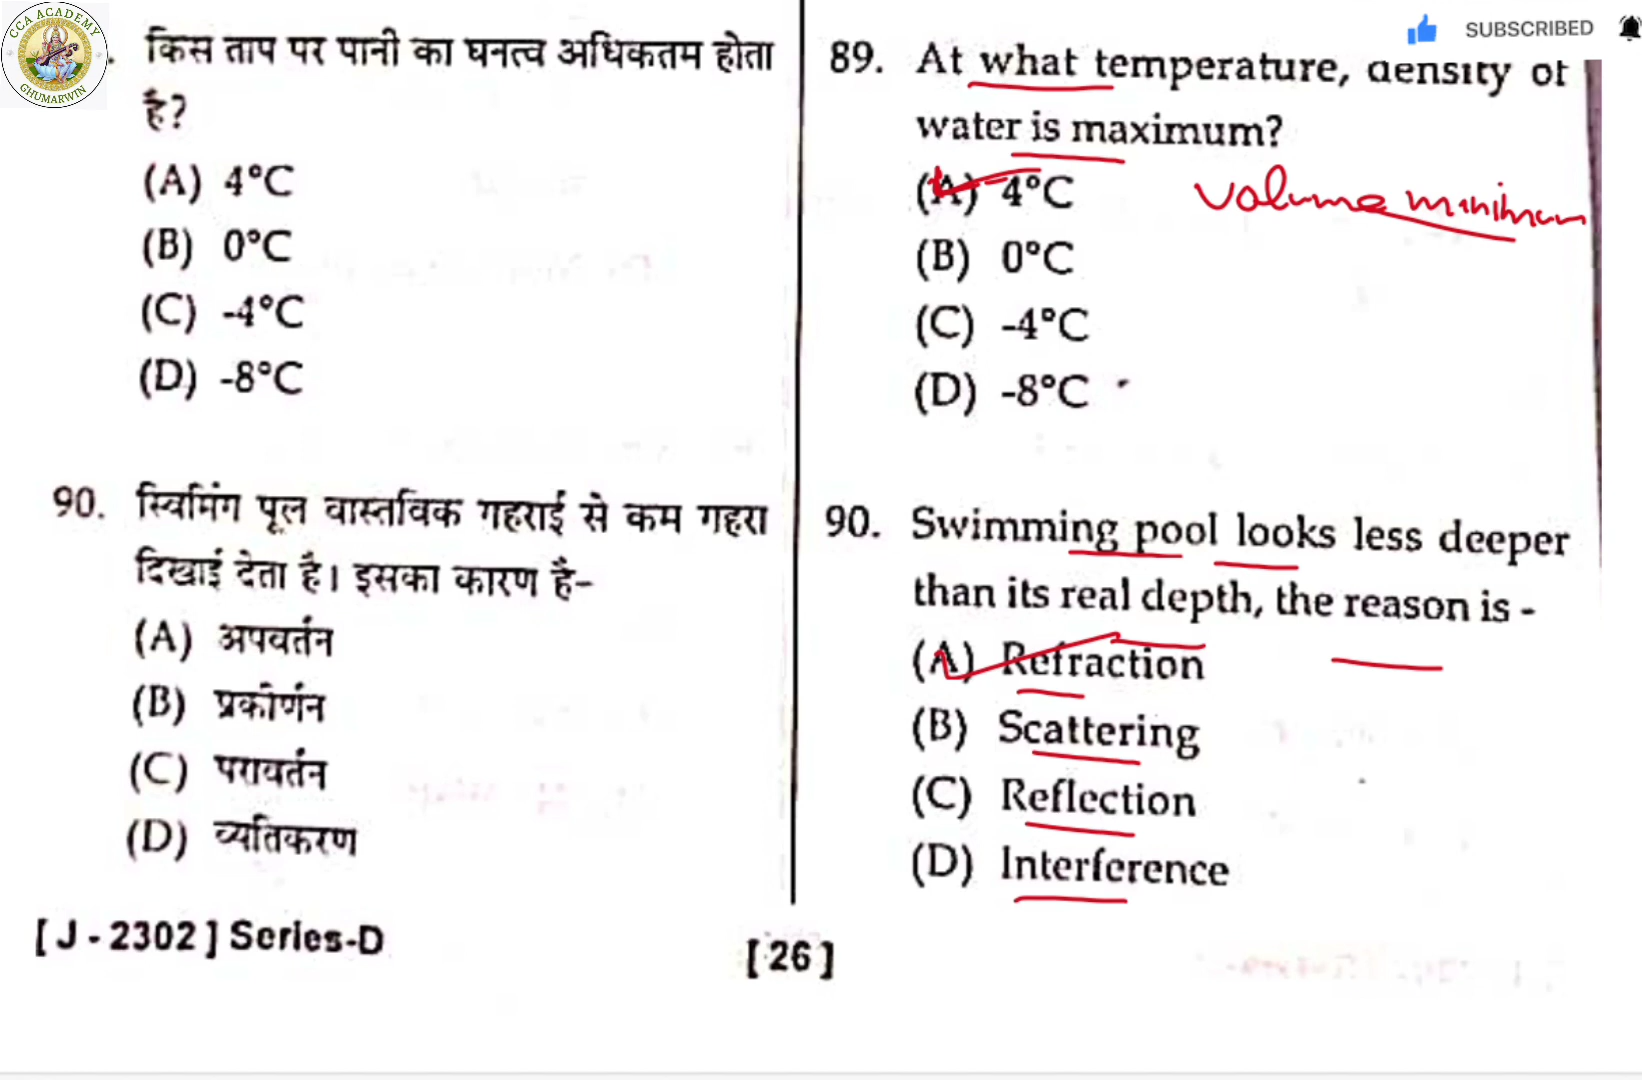 CCA ACADEMY
GHUMARWIN
SUBSCRIBED
किस ताप पर पानी का घनत्व अधिकतम होता
है?
(A) 4°C
(B) 0°C
(C) -4°C
(D) -8°C
90. स्विमिंग पूल वास्तविक गहराई से कम गहरा
दिखाई देता है। इसका कारण है-
(A) अपवर्तन
(B) प्रकीर्णन
(C) परावर्तन
(D) व्यतिकरण
[ J - 2302 ] Series-D
[ 26 ]
89. At what temperature, density of
water is maximum?
(A) 4°C
volume minimum
(B) 0°C
(C) -4°C
(D) -8°C
90. Swimming pool looks less deeper
than its real depth, the reason is -
(A) Refraction
(B) Scattering
(C) Reflection
(D) Interference